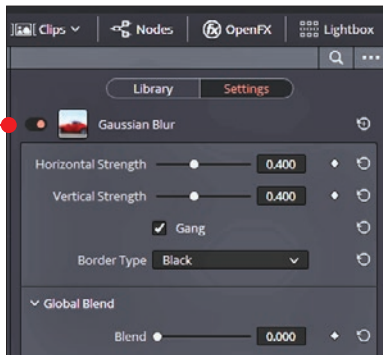 Clips Nodes OpenFX Lightbox
Library Settings
Gaussian Blur
Horizontal Strength 0.400
Vertical Strength 0.400
Gang
Border Type Black
Global Blend
Blend 0.000